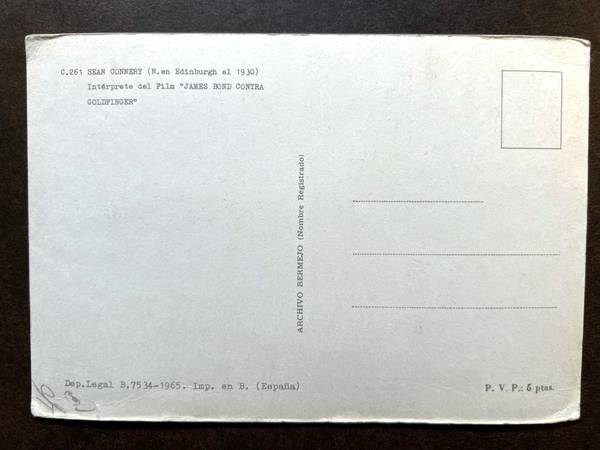 C.261 SEAN CONNERY (N.en Edinburgh el 1930)
Intérprete del Film "JAMES BOND CONTRA
GOLDFINGER"
ARCHIVO BERMEJO (Nombre Registrado)
Dep.Legal B.7534-1965. Imp. en B. (España)
P. V. P.: 5 ptas.